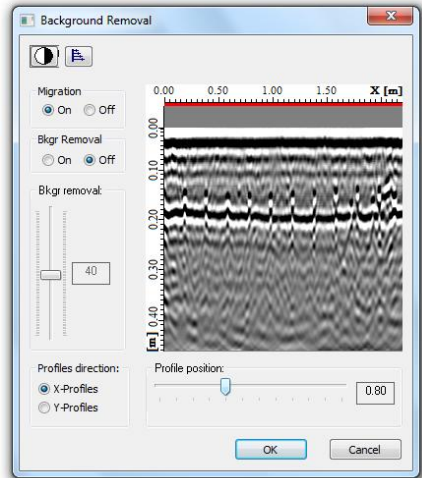 Background Removal
Migration
On Off
Bkgr Removal
On Off
Bkgr removal:
40
Profiles direction:
X-Profiles
Y-Profiles
0.00 0.50 1.00 1.50 X [m]
0.00
0.10
0.20
0.30
0.40
[m]
Profile position:
0.80
OK Cancel